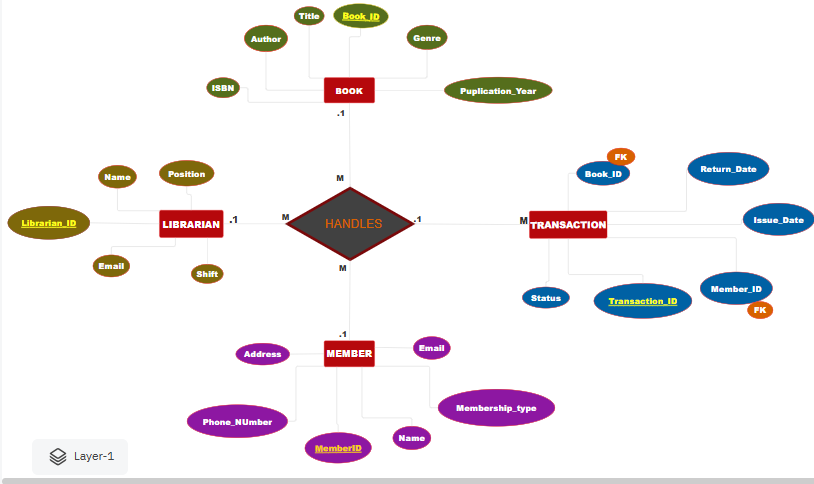 Title
Book_ID
Author
Genre
ISBN
BOOK
Puplication_Year
.1
FK
Book_ID
Return_Date
Name
Position
M
Librarian_ID
LIBRARIAN
.1
M
HANDLES
.1
M
TRANSACTION
Issue_Date
Email
Shift
M
Status
Transaction_ID
Member_ID
FK
.1
Address
MEMBER
Email
Phone_NUmber
Membership_type
MemberID
Name
Layer-1